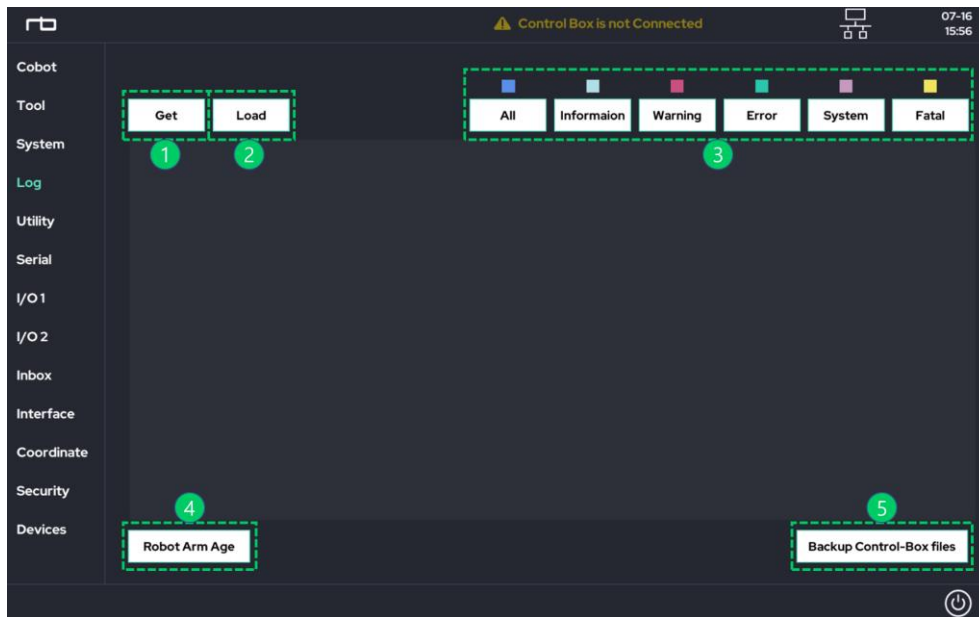 rb
Control Box is not Connected
07-16
15:56
Cobot
Tool
System
Log
Utility
Serial
I/O 1
I/O 2
Inbox
Interface
Coordinate
Security
Devices
Get
Load
All
Informaion
Warning
Error
System
Fatal
1
2
3
4
5
Robot Arm Age
Backup Control-Box files